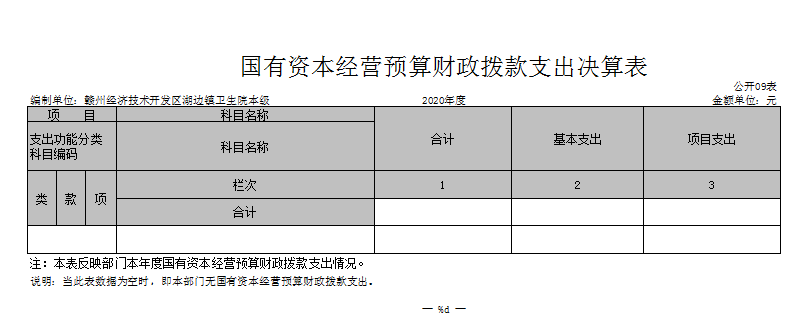 国有资本经营预算财政拨款支出决算表
公开09表
编制单位：赣州经济技术开发区湖边镇卫生院本级 2020年度 金额单位：元
项 目 科目名称 合计 基本支出 项目支出
支出功能分类
科目编码 科目名称
类 款 项 栏次 1 2 3
合计
注：本表反映部门本年度国有资本经营预算财政拨款支出情况。
说明：当此表数据为空时，即本部门无国有资本经营预算财政拨款支出.
— %d —